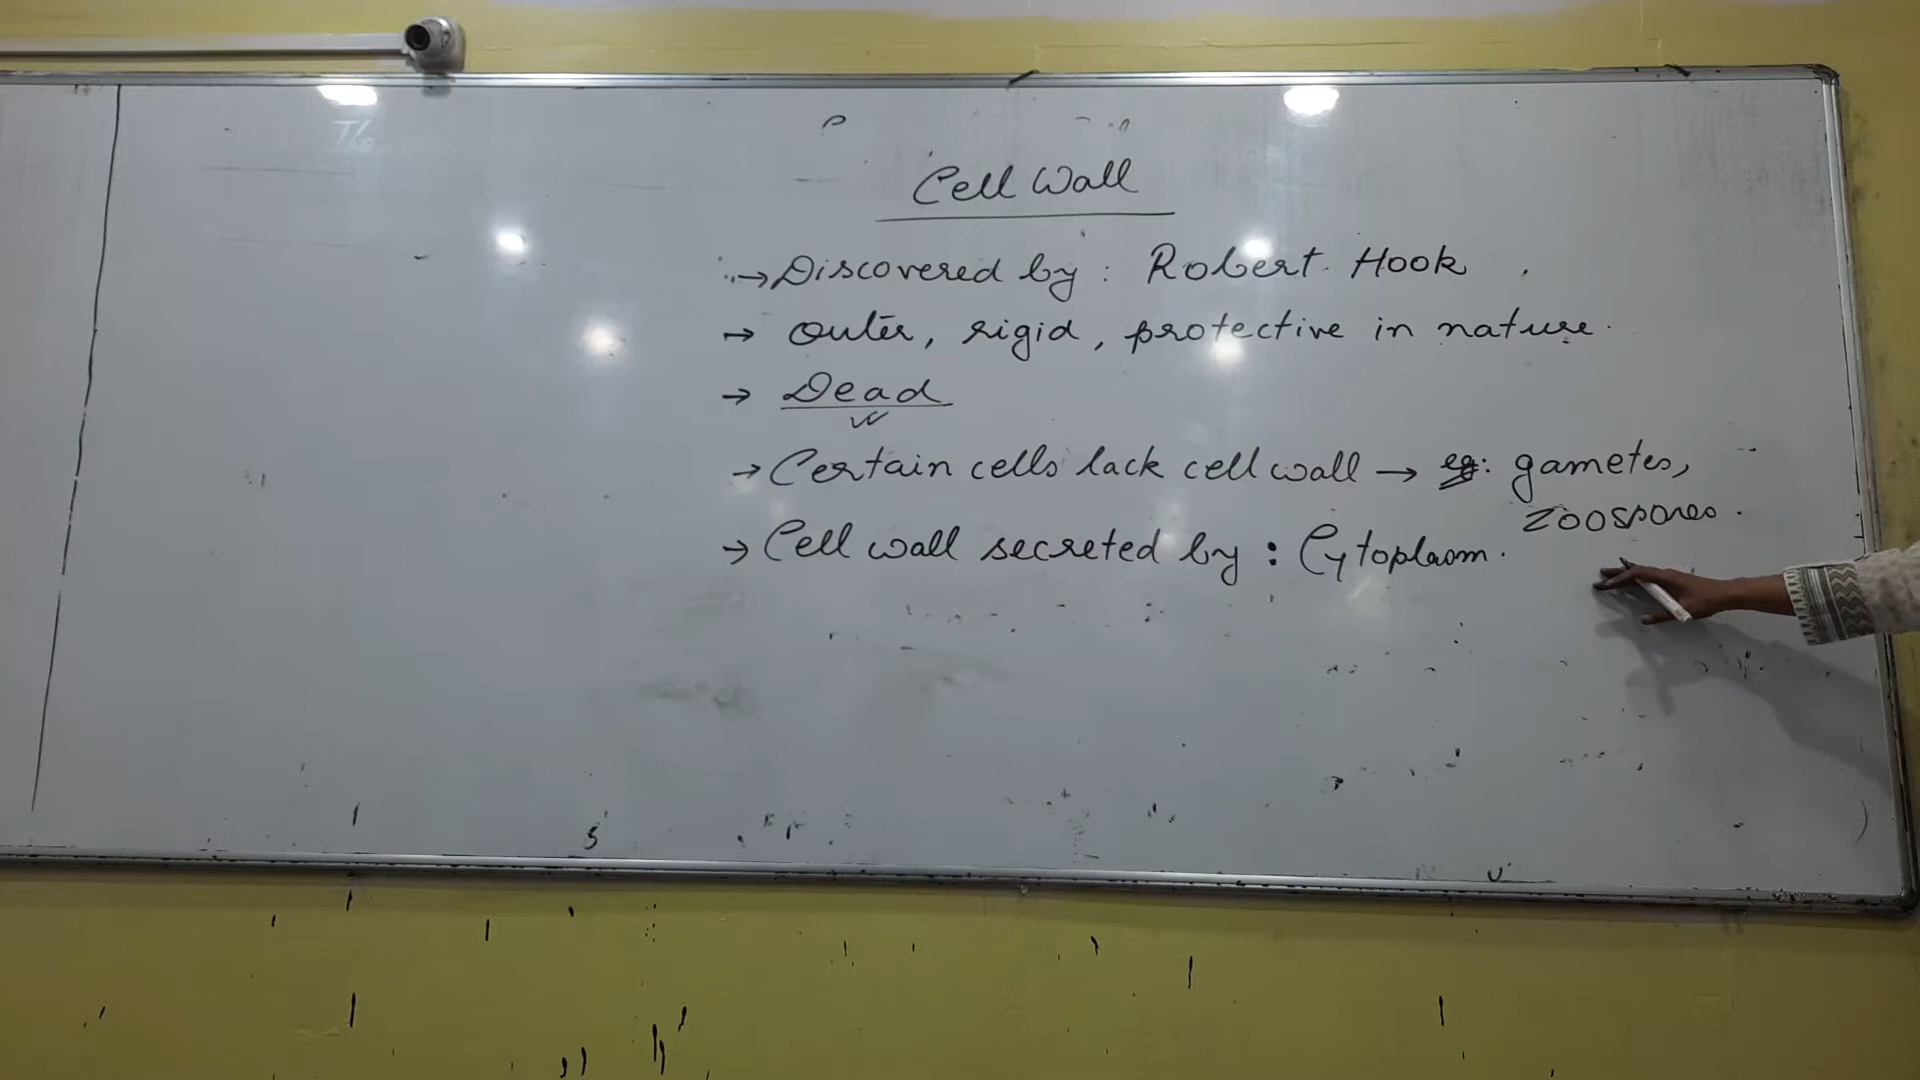 Cell Wall
→ Discovered by : Robert Hook
→ outer, rigid, protective in nature.
→ Dead
→ Certain cells lack cell wall → eg: gametes,
zoospores.
→ Cell wall secreted by : Cytoplasm.